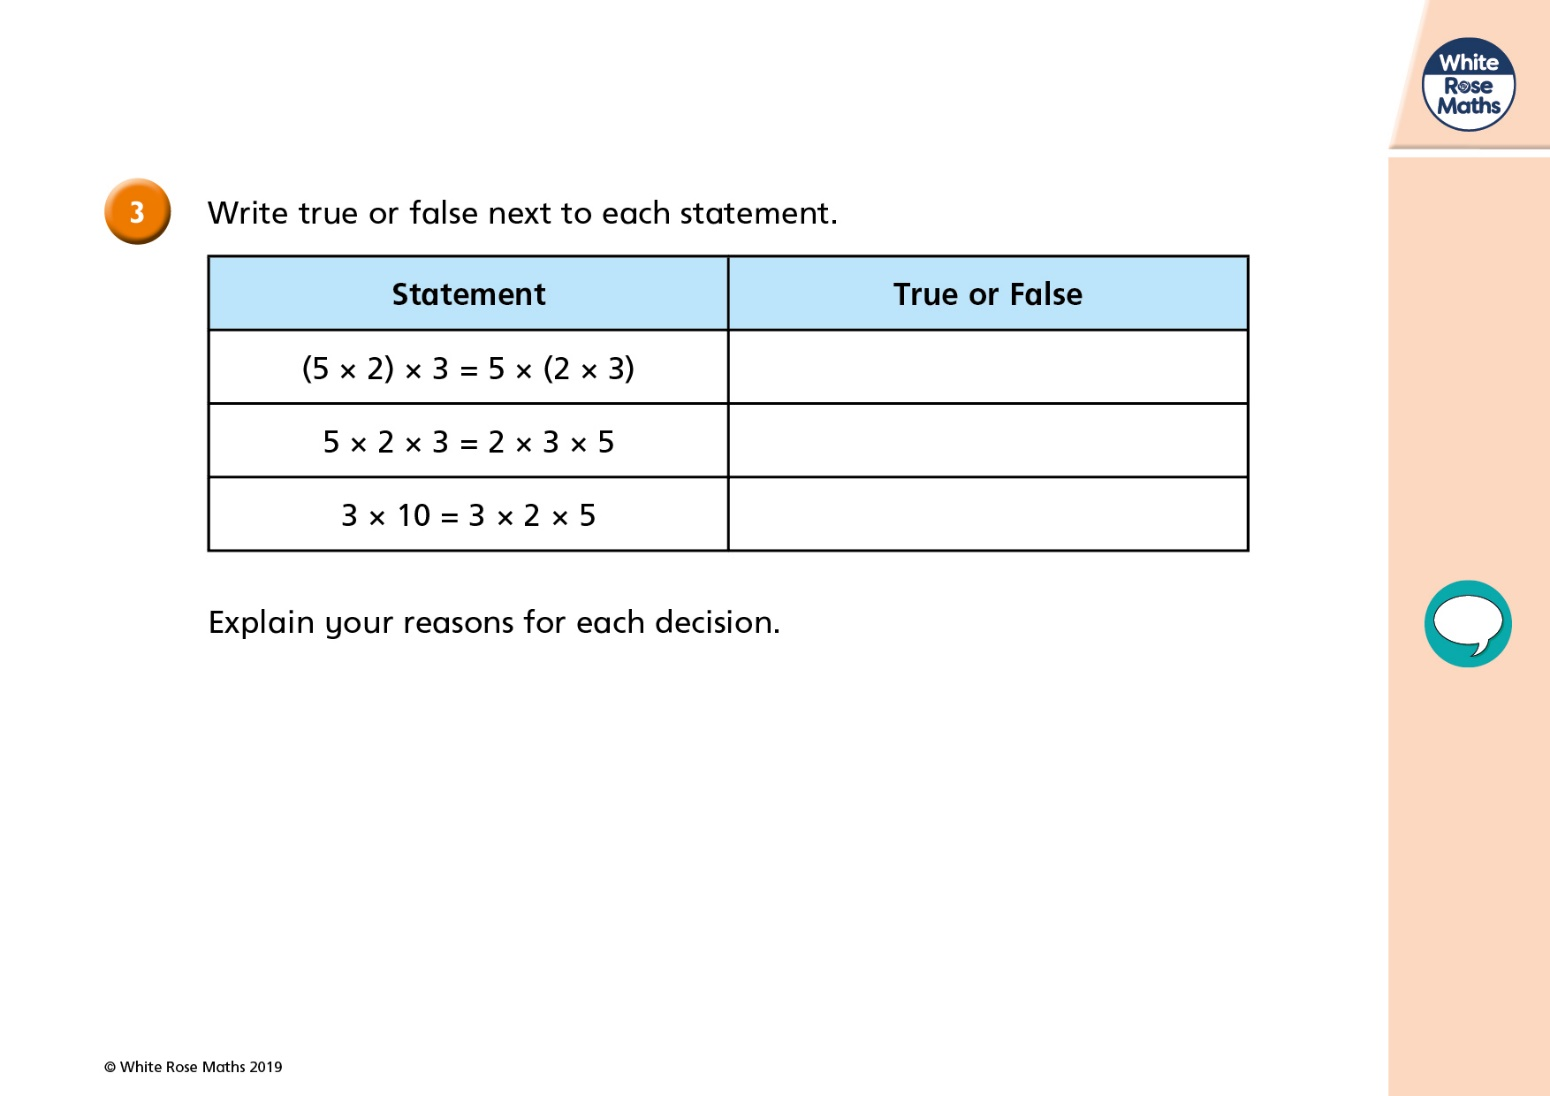 White
Rose
Maths
3 Write true or false next to each statement.
Statement True or False
(5 × 2) × 3 = 5 × (2 × 3)
5 × 2 × 3 = 2 × 3 × 5
3 × 10 = 3 × 2 × 5
Explain your reasons for each decision.
© White Rose Maths 2019